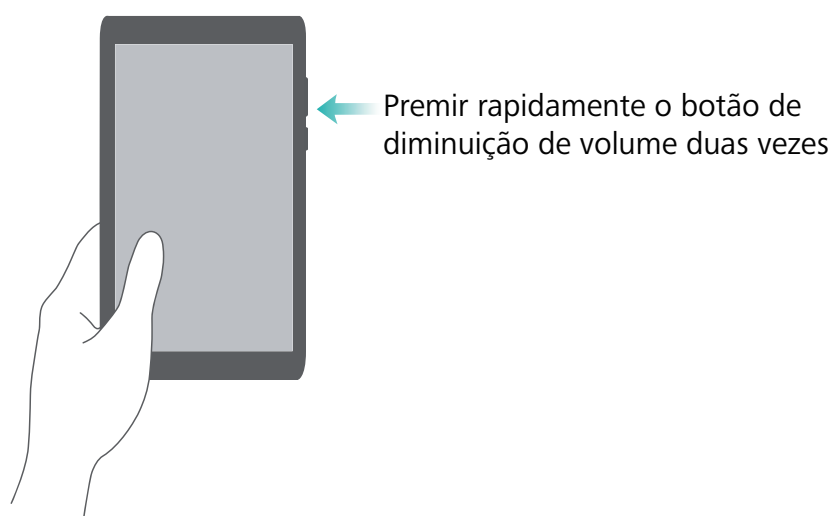 Premir rapidamente o botão de
diminuição de volume duas vezes